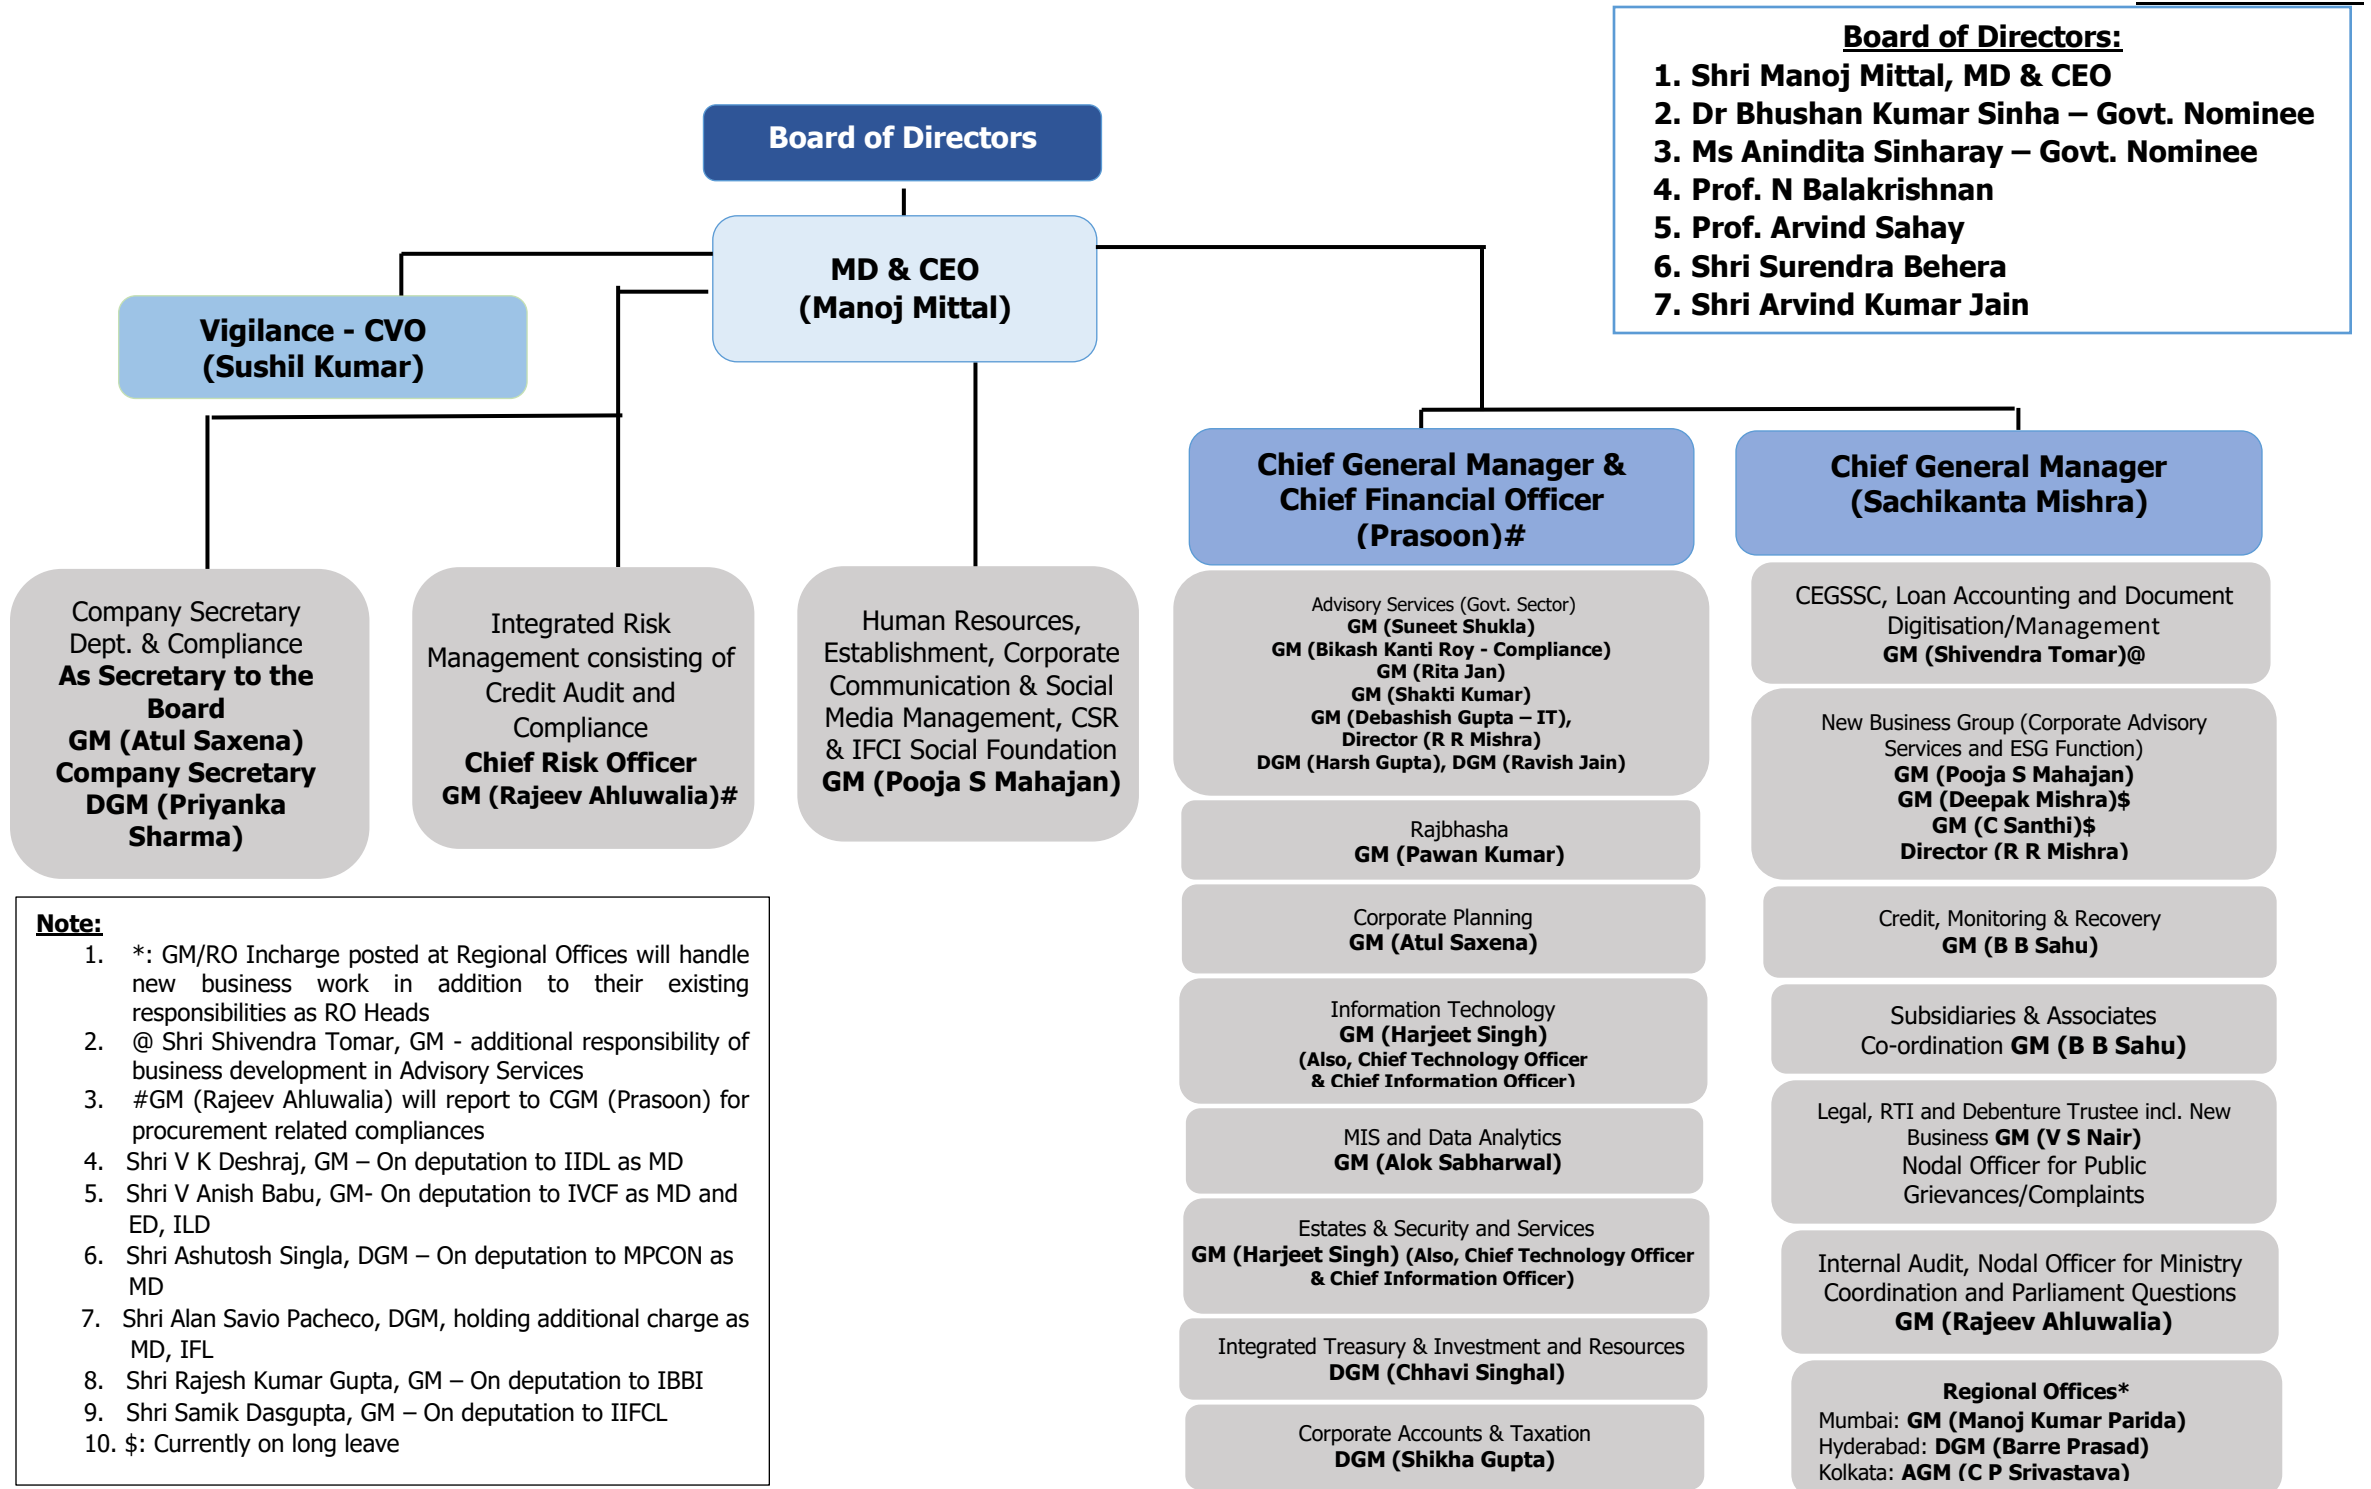 Board of Directors:
1. Shri Manoj Mittal, MD & CEO
2. Dr Bhushan Kumar Sinha – Govt. Nominee
3. Ms Anindita Sinharay – Govt. Nominee
4. Prof. N Balakrishnan
5. Prof. Arvind Sahay
6. Shri Surendra Behera
7. Shri Arvind Kumar Jain
Board of Directors
MD & CEO
(Manoj Mittal)
Vigilance - CVO
(Sushil Kumar)
Company Secretary
Dept. & Compliance
As Secretary to the
Board
GM (Atul Saxena)
Company Secretary
DGM (Priyanka
Sharma)
Integrated Risk
Management consisting of
Credit Audit and
Compliance
Chief Risk Officer
GM (Rajeev Ahluwalia)#
Human Resources,
Establishment, Corporate
Communication & Social
Media Management, CSR
& IFCI Social Foundation
GM (Pooja S Mahajan)
Chief General Manager &
Chief Financial Officer
(Prasoon)#
Advisory Services (Govt. Sector)
GM (Suneet Shukla)
GM (Bikash Kanti Roy - Compliance)
GM (Rita Jan)
GM (Shakti Kumar)
GM (Debashish Gupta – IT),
Director (R R Mishra)
DGM (Harsh Gupta), DGM (Ravish Jain)
Rajbhasha
GM (Pawan Kumar)
Corporate Planning
GM (Atul Saxena)
Information Technology
GM (Harjeet Singh)
(Also, Chief Technology Officer
& Chief Information Officer)
MIS and Data Analytics
GM (Alok Sabharwal)
Estates & Security and Services
GM (Harjeet Singh) (Also, Chief Technology Officer
& Chief Information Officer)
Integrated Treasury & Investment and Resources
DGM (Chhavi Singhal)
Corporate Accounts & Taxation
DGM (Shikha Gupta)
Chief General Manager
(Sachikanta Mishra)
CEGSSC, Loan Accounting and Document
Digitisation/Management
GM (Shivendra Tomar)@
New Business Group (Corporate Advisory
Services and ESG Function)
GM (Pooja S Mahajan)
GM (Deepak Mishra)$
GM (C Santhi)$
Director (R R Mishra)
Credit, Monitoring & Recovery
GM (B B Sahu)
Subsidiaries & Associates
Co-ordination GM (B B Sahu)
Legal, RTI and Debenture Trustee incl. New
Business GM (V S Nair)
Nodal Officer for Public
Grievances/Complaints
Internal Audit, Nodal Officer for Ministry
Coordination and Parliament Questions
GM (Rajeev Ahluwalia)
Regional Offices*
Mumbai: GM (Manoj Kumar Parida)
Hyderabad: DGM (Barre Prasad)
Kolkata: AGM (C P Srivastava)
Note:
1. *: GM/RO Incharge posted at Regional Offices will handle
new business work in addition to their existing
responsibilities as RO Heads
2. @ Shri Shivendra Tomar, GM - additional responsibility of
business development in Advisory Services
3. #GM (Rajeev Ahluwalia) will report to CGM (Prasoon) for
procurement related compliances
4. Shri V K Deshraj, GM – On deputation to IIDL as MD
5. Shri V Anish Babu, GM- On deputation to IVCF as MD and
ED, ILD
6. Shri Ashutosh Singla, DGM – On deputation to MPCON as
MD
7. Shri Alan Savio Pacheco, DGM, holding additional charge as
MD, IFL
8. Shri Rajesh Kumar Gupta, GM – On deputation to IBBI
9. Shri Samik Dasgupta, GM – On deputation to IIFCL
10. $: Currently on long leave